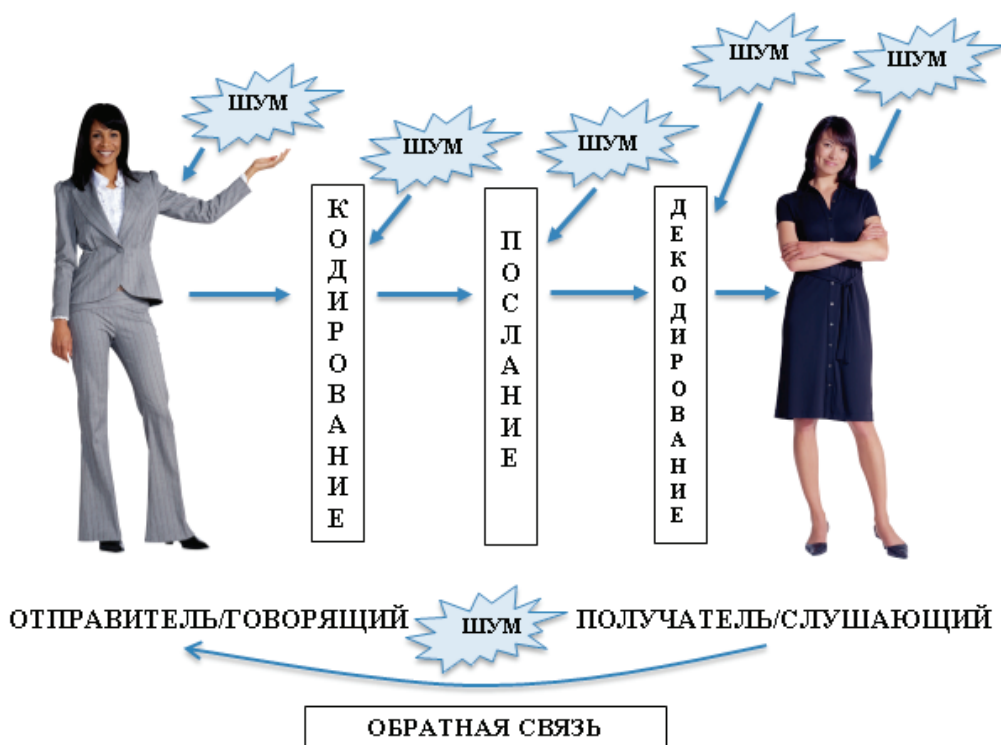 ШУМ
ШУМ
ШУМ
ШУМ
ШУМ
КОДИРОВАНИЕ
ПОСЛАНИЕ
ДЕКОДИРОВАНИЕ
ОТПРАВИТЕЛЬ/ГОВОРЯЩИЙ
ШУМ
ПОЛУЧАТЕЛЬ/СЛУШАЮЩИЙ
ОБРАТНАЯ СВЯЗЬ